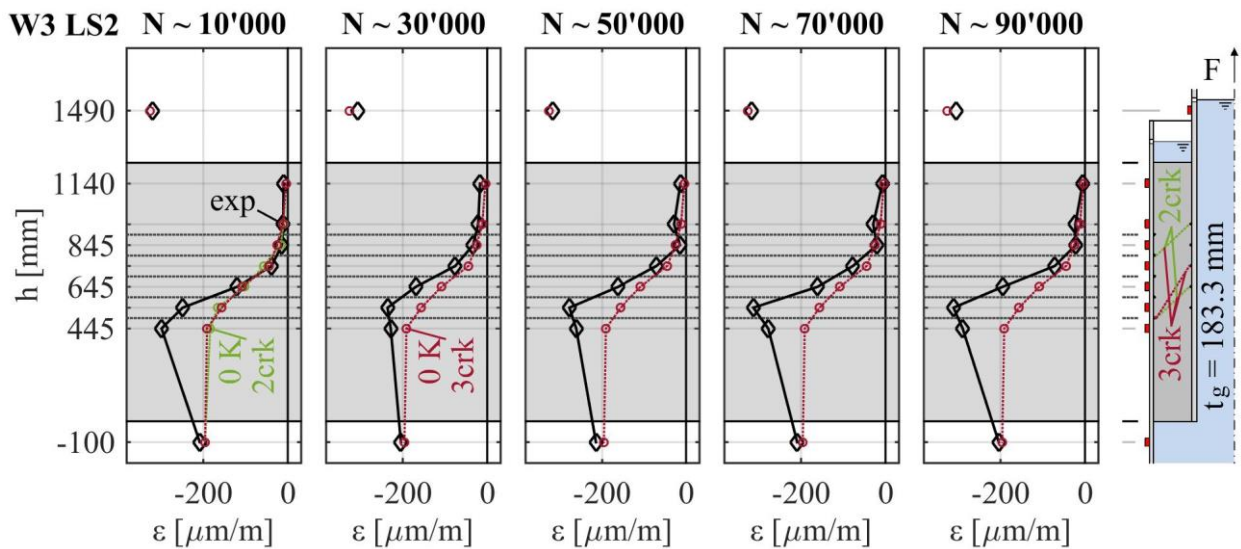 W3 LS2 N ~ 10'000 N ~ 30'000 N ~ 50'000 N ~ 70'000 N ~ 90'000
F
1490
1140
exp
845
645
445
-100
h [mm]
0 K/
2crk
0 K/
3crk
2crk
3crk
t_g = 183.3 mm
-200 0 -200 0 -200 0 -200 0 -200 0
ε [μm/m] ε [μm/m] ε [μm/m] ε [μm/m] ε [μm/m]